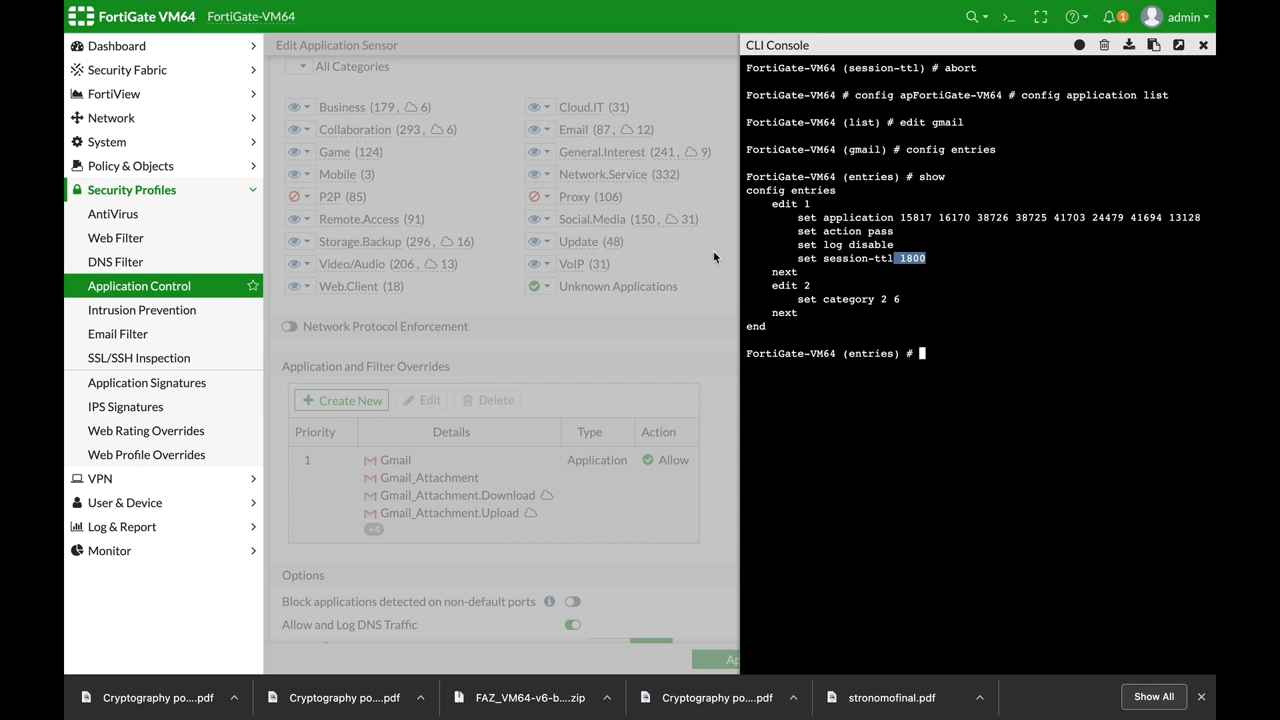 FortiGate VM64
FortiGate-VM64
1
admin
Dashboard
Security Fabric
FortiView
Network
System
Policy & Objects
Security Profiles
AntiVirus
Web Filter
DNS Filter
Application Control
Intrusion Prevention
Email Filter
SSL/SSH Inspection
Application Signatures
IPS Signatures
Web Rating Overrides
Web Profile Overrides
VPN
User & Device
Log & Report
Monitor
Edit Application Sensor
All Categories
Business (179, 6)
Cloud.IT (31)
Collaboration (293, 6)
Email (87, 12)
Game (124)
General.Interest (241, 9)
Mobile (3)
Network.Service (332)
P2P (85)
Proxy (106)
Remote.Access (91)
Social.Media (150, 31)
Storage.Backup (296, 16)
Update (48)
Video/Audio (206, 13)
VoIP (31)
Web.Client (18)
Unknown Applications
Network Protocol Enforcement
Application and Filter Overrides
Create New
Edit
Delete
Priority Details Type Action
1 Gmail Application Allow
Gmail_Attachment
Gmail_Attachment.Download
Gmail_Attachment.Upload
+4
Options
Block applications detected on non-default ports
Allow and Log DNS Traffic
CLI Console
FortiGate-VM64 (session-ttl) # abort
FortiGate-VM64 # config apFortiGate-VM64 # config application list
FortiGate-VM64 (list) # edit gmail
FortiGate-VM64 (gmail) # config entries
FortiGate-VM64 (entries) # show
config entries
edit 1
set application 15817 16170 38726 38725 41703 24479 41694 13128
set action pass
set log disable
set session-ttl 1800
next
edit 2
set category 2 6
next
end
FortiGate-VM64 (entries) #
Cryptography po....pdf
Cryptography po....pdf
FAZ_VM64-v6-b....zip
Cryptography po....pdf
stronomofinal.pdf
Show All